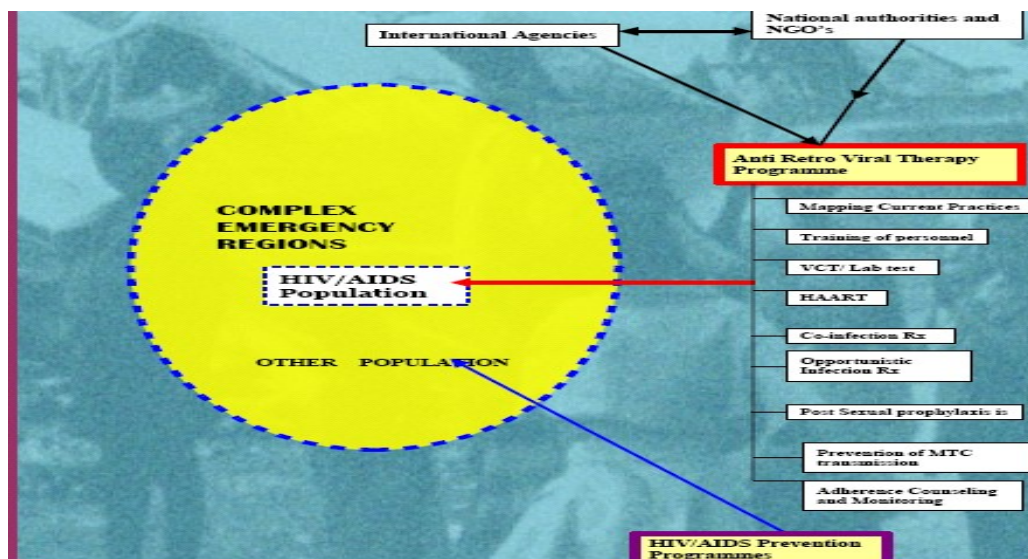 National authorities and
NGO's
International Agencies
Anti Retro Viral Therapy
Programme
Mapping Current Practices
Training of personnel
COMPLEX
EMERGENCY
REGIONS
VCT/ Lab test
HIV/AIDS
Population
HAART
Co-infection Rx
OTHER POPULATION
Opportunistic
Infection Rx
Post Sexual prophylaxis is
Prevention of MTC
transmission
Adherence Counseling
and Monitoring
HIV/AIDS Prevention
Programmes